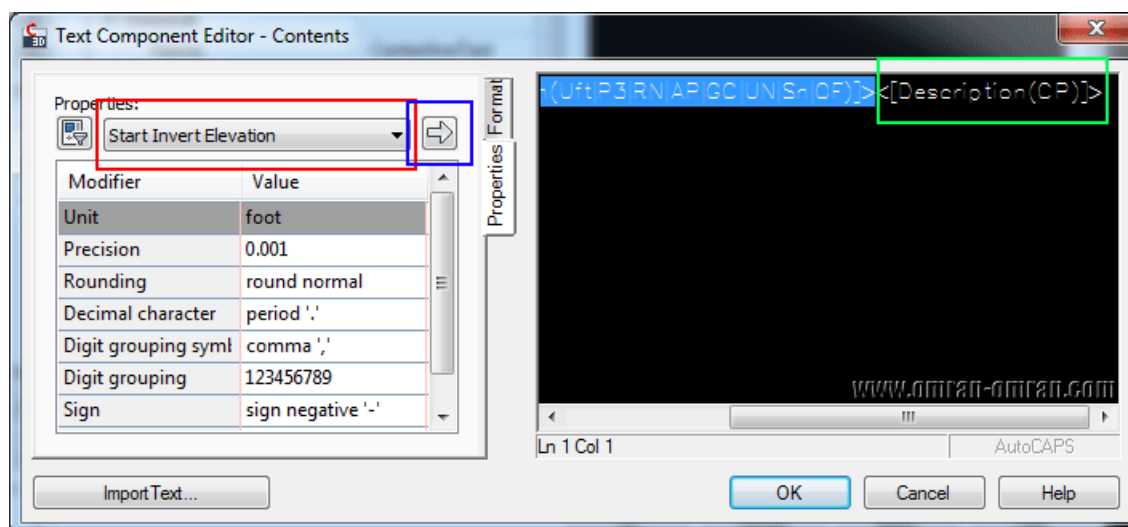 Text Component Editor - Contents
Properties:
Start Invert Elevation
Modifier Value
Unit foot
Precision 0.001
Rounding round normal
Decimal character period '.'
Digit grouping symb comma ','
Digit grouping 123456789
Sign sign negative '-'
Format
Properties
n(Uft|P3|RN|AP|GC|UN|Sn|OF)]><[Description(CP)]>
www.omran-omran.com
Ln 1 Col 1
AutoCAPS
Import Text...
OK
Cancel
Help